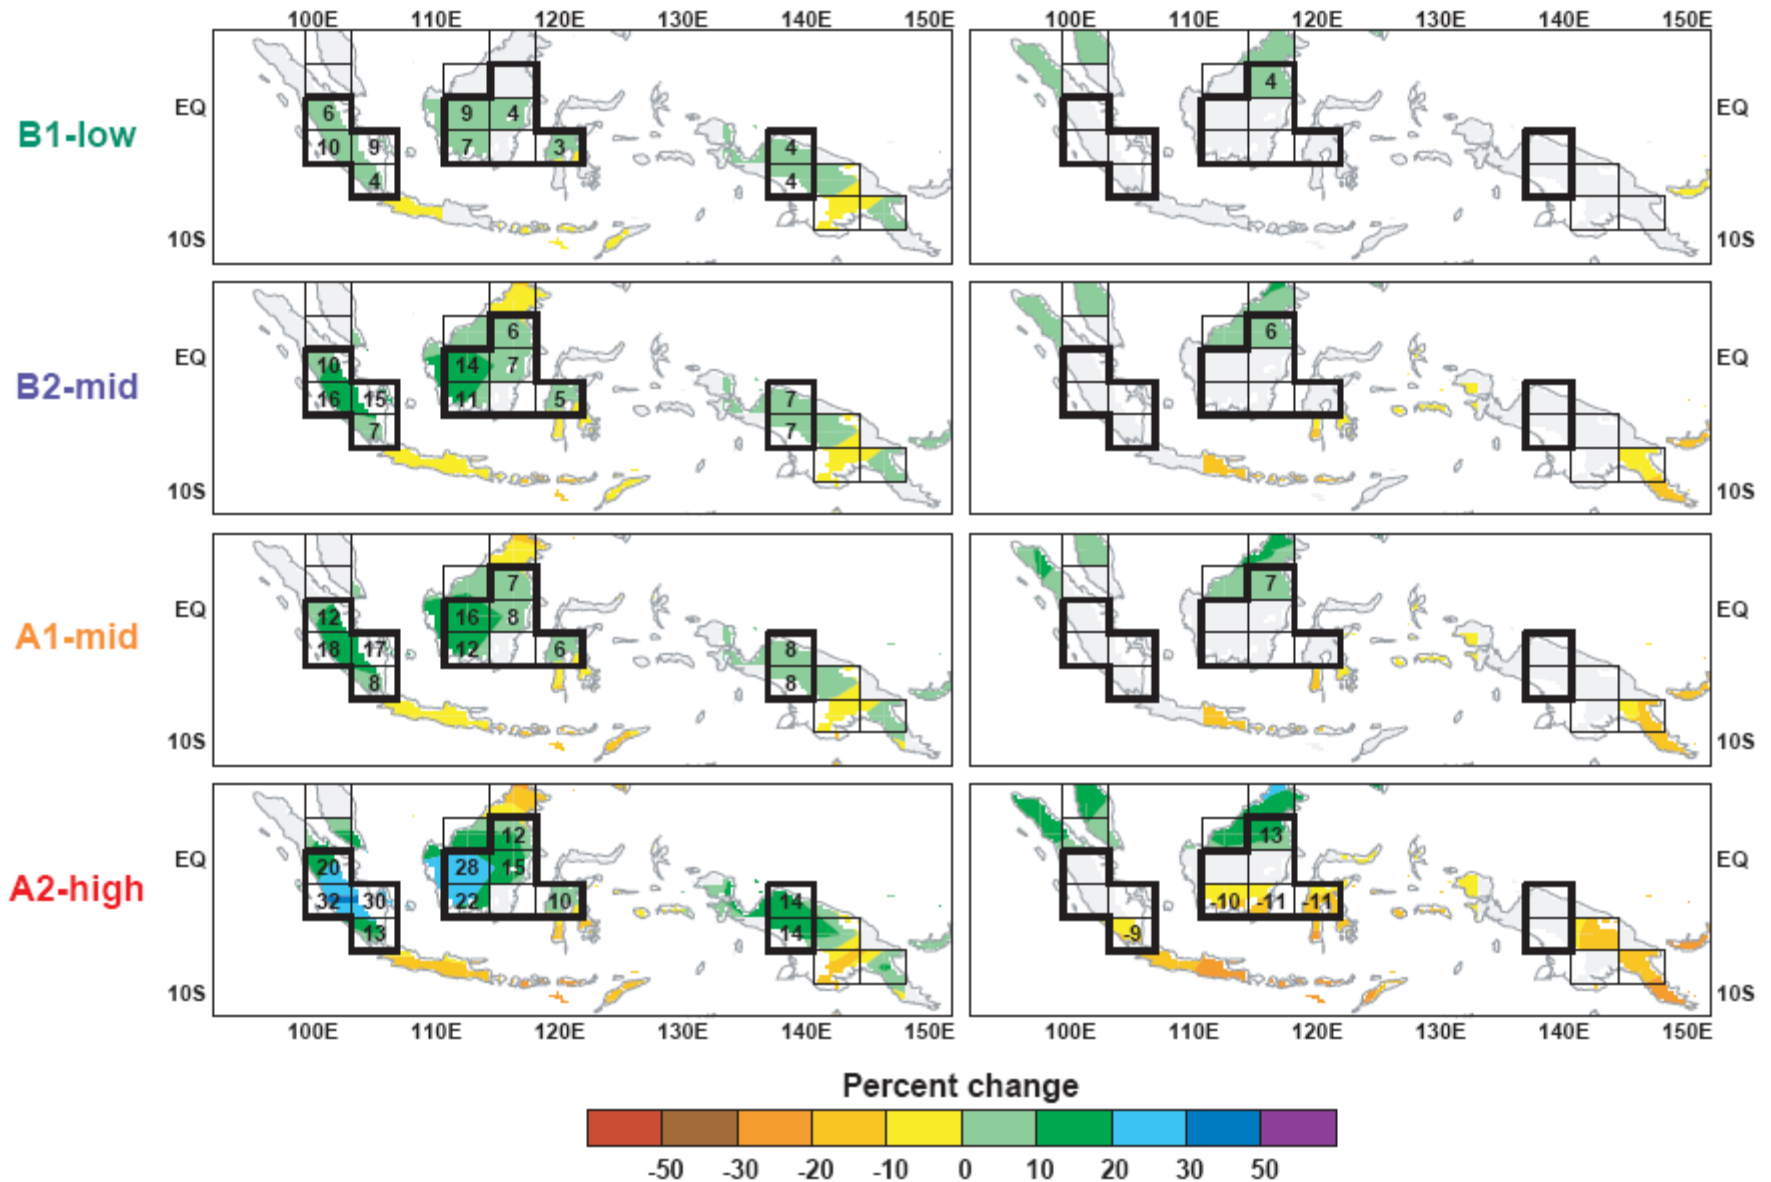 100E 110E 120E 130E 140E 150E 100E 110E 120E 130E 140E 150E
B1-low
EQ
10S
6
10 9
4
9 4
7
3
4
4
4
EQ
10S
B2-mid
EQ
10S
10
16 15
7
6
14 7
11
5
7
7
6
EQ
10S
A1-mid
EQ
10S
12
18 17
8
7
16 8
12
6
8
8
7
EQ
10S
A2-high
EQ
10S
20
32 30
13
12
28 15
22
10
14
14
13
-10 -11 -11
-9
EQ
10S
100E 110E 120E 130E 140E 150E 100E 110E 120E 130E 140E 150E
Percent change
-50 -30 -20 -10 0 10 20 30 50